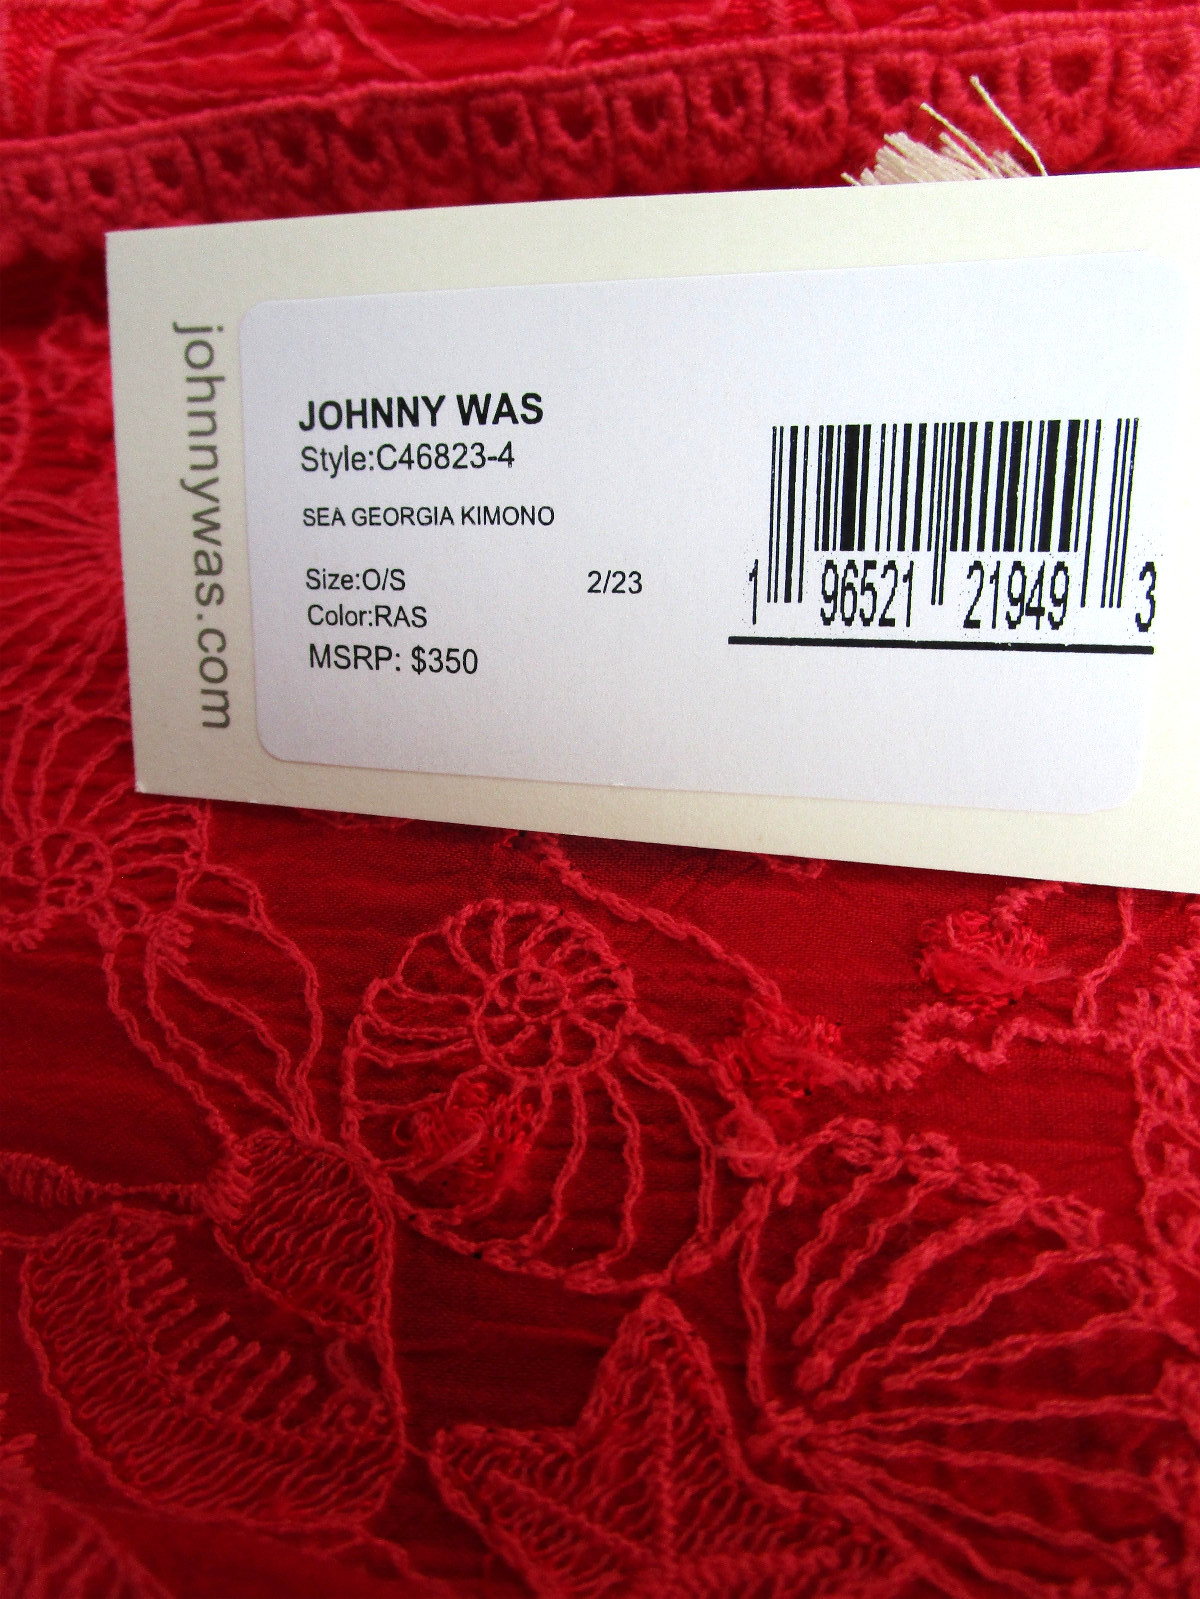 johnnywas.com
JOHNNY WAS
Style:C46823-4
SEA GEORGIA KIMONO
Size:O/S 2/23
Color:RAS
MSRP: $350
1 96521 21949 3